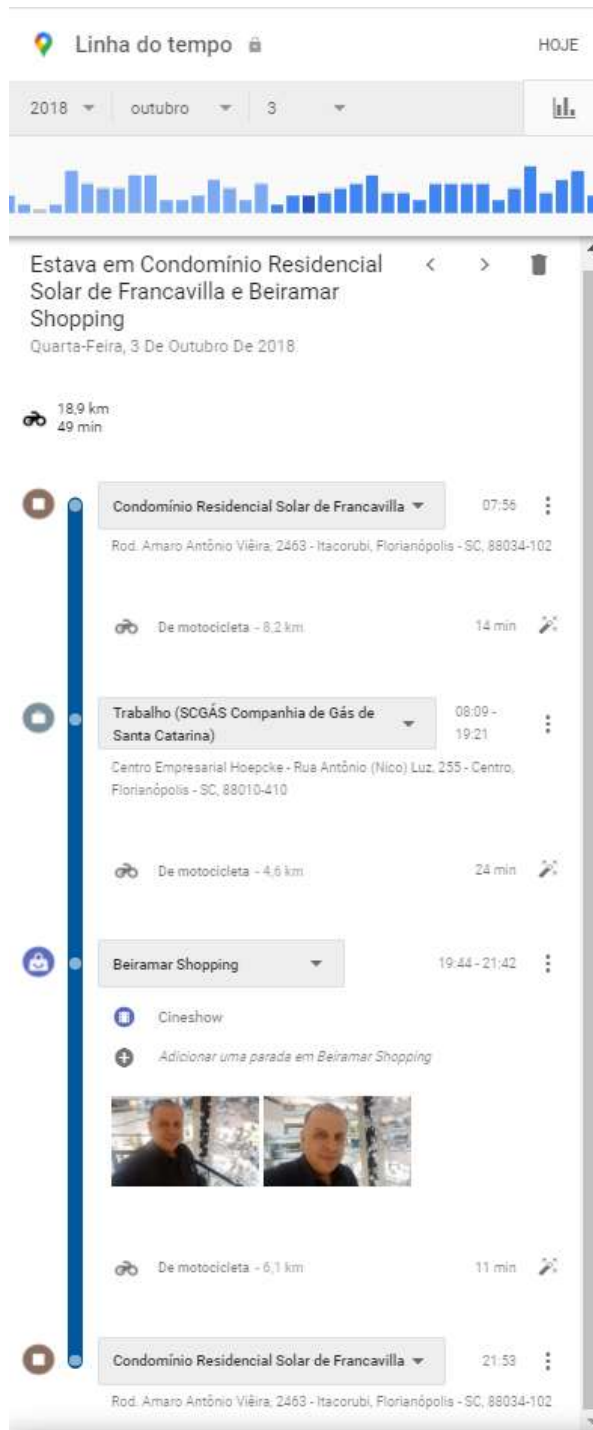 Linha do tempo
HOJE
2018 outubro 3
Estava em Condomínio Residencial
Solar de Francavilla e Beiramar
Shopping
Quarta-Feira, 3 De Outubro De 2018
18,9 km
49 min
Condomínio Residencial Solar de Francavilla 07:56
Rod. Amaro Antônio Viêira, 2463 - Itacorubi, Florianópolis - SC, 88034-102
De motocicleta - 8,2 km 14 min
Trabalho (SCGÁS Companhia de Gás de 08:09 -
Santa Catarina) 19:21
Centro Empresarial Hoepcke - Rua Antônio (Nico) Luz, 255 - Centro,
Florianópolis - SC, 88010-410
De motocicleta - 4,6 km 24 min
Beiramar Shopping 19:44 - 21:42
Cineshow
Adicionar uma parada em Beiramar Shopping
De motocicleta - 6,1 km 11 min
Condomínio Residencial Solar de Francavilla 21:53
Rod. Amaro Antônio Viêira, 2463 - Itacorubi, Florianópolis - SC, 88034-102